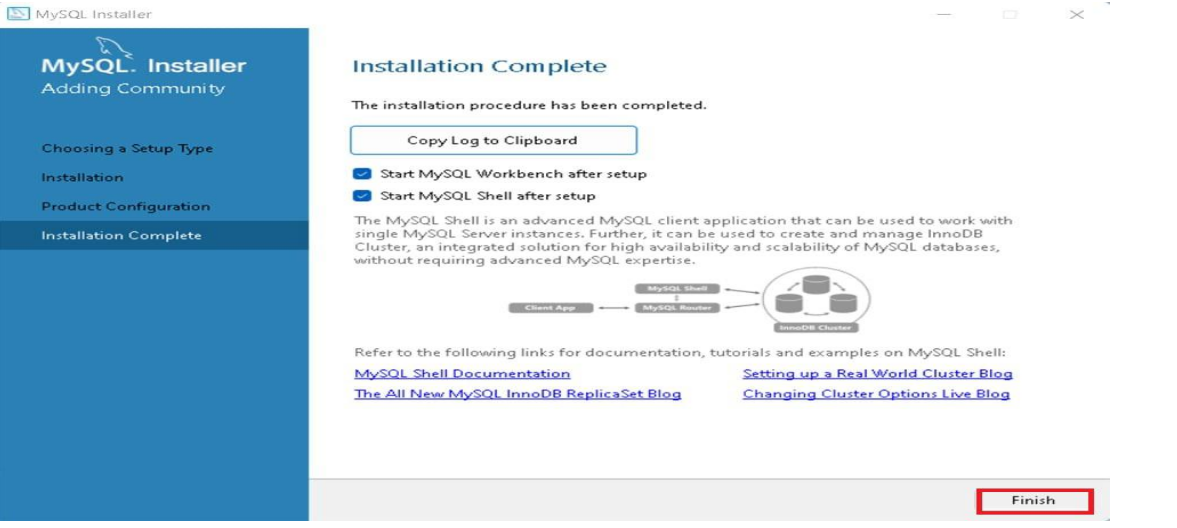 MySQL Installer
MySQL. Installer
Adding Community
Choosing a Setup Type
Installation
Product Configuration
Installation Complete
Installation Complete
The installation procedure has been completed.
Copy Log to Clipboard
Start MySQL Workbench after setup
Start MySQL Shell after setup
The MySQL Shell is an advanced MySQL client application that can be used to work with
single MySQL Server instances. Further, it can be used to create and manage InnoDB
Cluster, an integrated solution for high availability and scalability of MySQL databases,
without requiring advanced MySQL expertise.
MySQL Shell
Client App
MySQL Router
InnoDB Cluster
Refer to the following links for documentation, tutorials and examples on MySQL Shell:
MySQL Shell Documentation
Setting up a Real World Cluster Blog
The All New MySQL InnoDB ReplicaSet Blog
Changing Cluster Options Live Blog
Finish